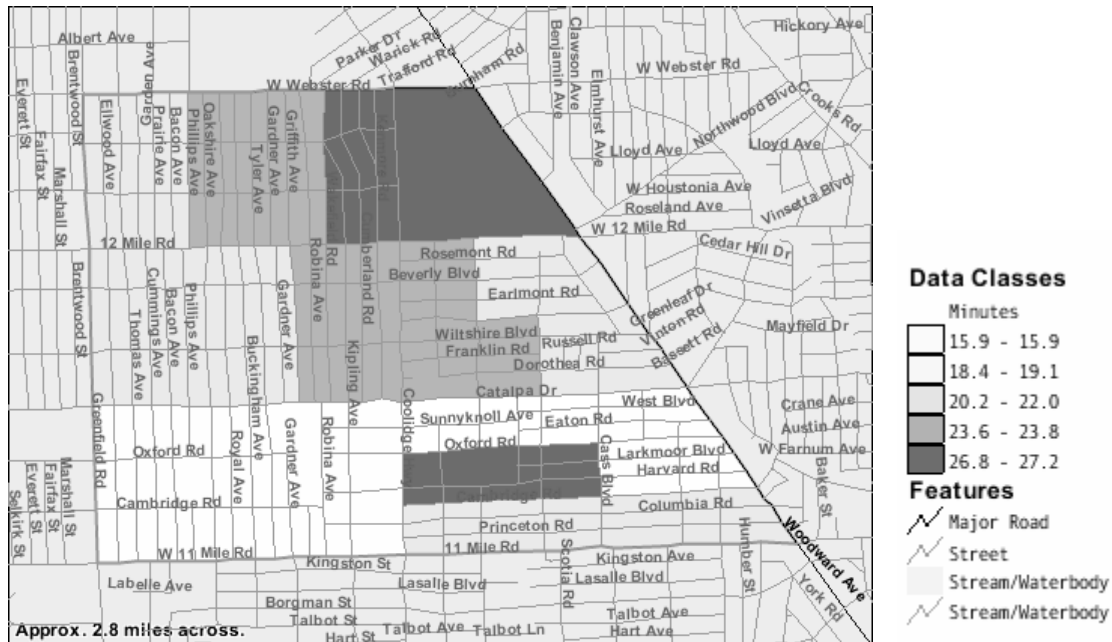 Albert Ave
Parker Dr
Warick Rd
Trafford Rd
W Webster Rd
Durnham Rd
Benjamin Ave
Clawson Ave
Elmhurst Ave
Hickory Ave
W Webster Rd
Crooks Rd
Northwood Blvd
Lloyd Ave
Lloyd Ave
W Houstonia Ave
Roseland Ave
Vinsetta Blvd
W 12 Mile Rd
Cedar Hill Dr
Everett St
Fairfax St
Brentwood St
Marshall St
Ellwood Ave
Garden Ave
Prairie Ave
Bacon Ave
Phillips Ave
Oakshire Ave
Tyler Ave
Gardner Ave
Griffith Ave
12 Mile Rd
Robina Ave
Cumberland Rd
Rosemont Rd
Beverly Blvd
Earlmont Rd
Greenleaf Dr
Vinton Rd
Bassett Rd
Mayfield Dr
Brentwood St
Thomas Ave
Cummings Ave
Bacon Ave
Phillips Ave
Buckingham Ave
Gardner Ave
Kipling Ave
Wiltshire Blvd
Franklin Rd
Russell Rd
Dorothea Rd
Catalpa Dr
West Blvd
Crane Ave
Austin Ave
W Farnum Ave
Greenfield Rd
Oxford Rd
Royal Ave
Gardner Ave
Robina Ave
Sunnyknoll Ave
Eaton Rd
Oxford Rd
Cass Blvd
Larkmoor Blvd
Harvard Rd
Baker St
Selkirk St
Everett St
Fairfax St
Marshall St
Cambridge Rd
Cambridge Rd
Columbia Rd
Princeton Rd
W 11 Mile Rd
11 Mile Rd
Kingston St
Scotia Rd
Kingston Ave
Humber St
Woodward Ave
Labelle Ave
Lasalle Blvd
Lasalle Blvd
York Rd
Borgman St
Talbot St
Hart St
Talbot Ave
Talbot Ln
Talbot Ave
Hart Ave
Approx. 2.8 miles across.
Data Classes
Minutes
15.9 - 15.9
18.4 - 19.1
20.2 - 22.0
23.6 - 23.8
26.8 - 27.2
Features
Major Road
Street
Stream/Waterbody
Stream/Waterbody